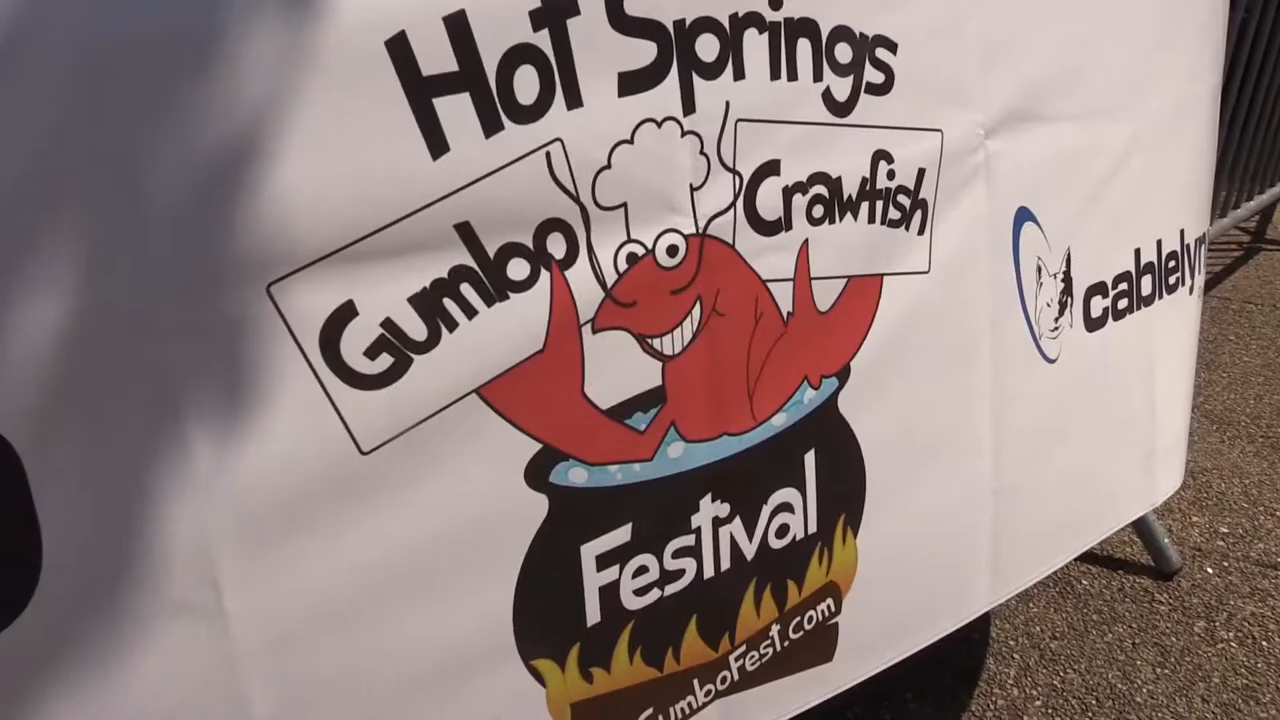 Hot Springs
Gumbo
Crawfish
Festival
GumboFest.com
cablelyn